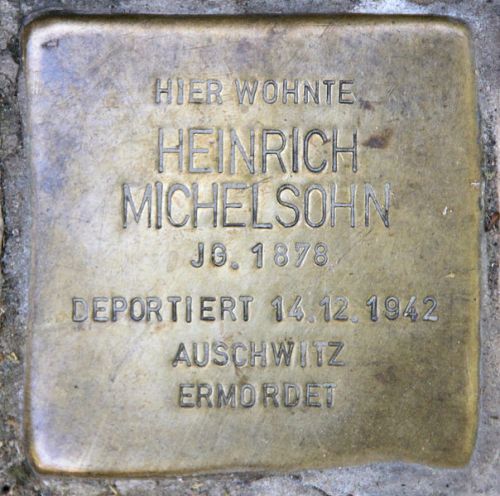 HIER WOHNTE
HEINRICH
MICHELSOHN
JG. 1878
DEPORTIERT 14.12.1942
AUSCHWITZ
ERMORDET